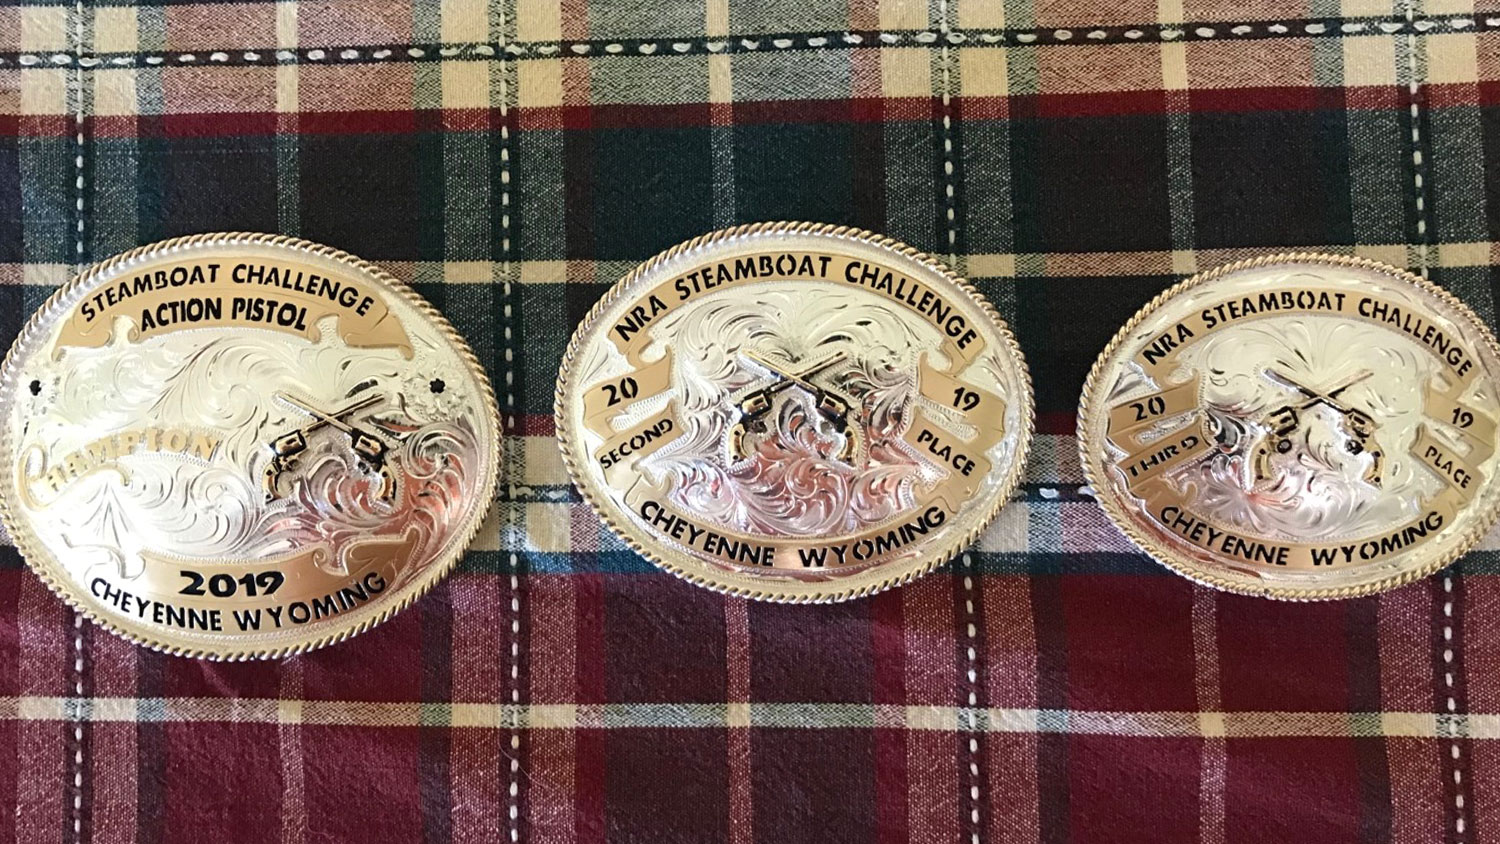 STEAMBOAT CHALLENGE
ACTION PISTOL
CHAMPION
2019
CHEYENNE WYOMING
NRA STEAMBOAT CHALLENGE
20 19
SECOND PLACE
CHEYENNE WYOMING
NRA STEAMBOAT CHALLENGE
20 19
THIRD PLACE
CHEYENNE WYOMING